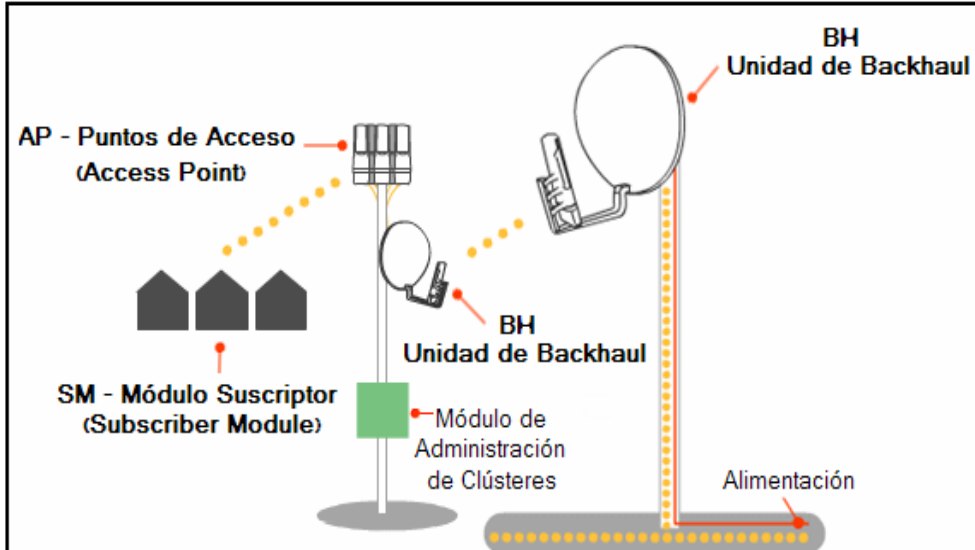 BH
Unidad de Backhaul
AP - Puntos de Acceso
(Access Point)
BH
Unidad de Backhaul
SM - Módulo Suscriptor
(Subscriber Module)
Módulo de
Administración
de Clústeres
Alimentación